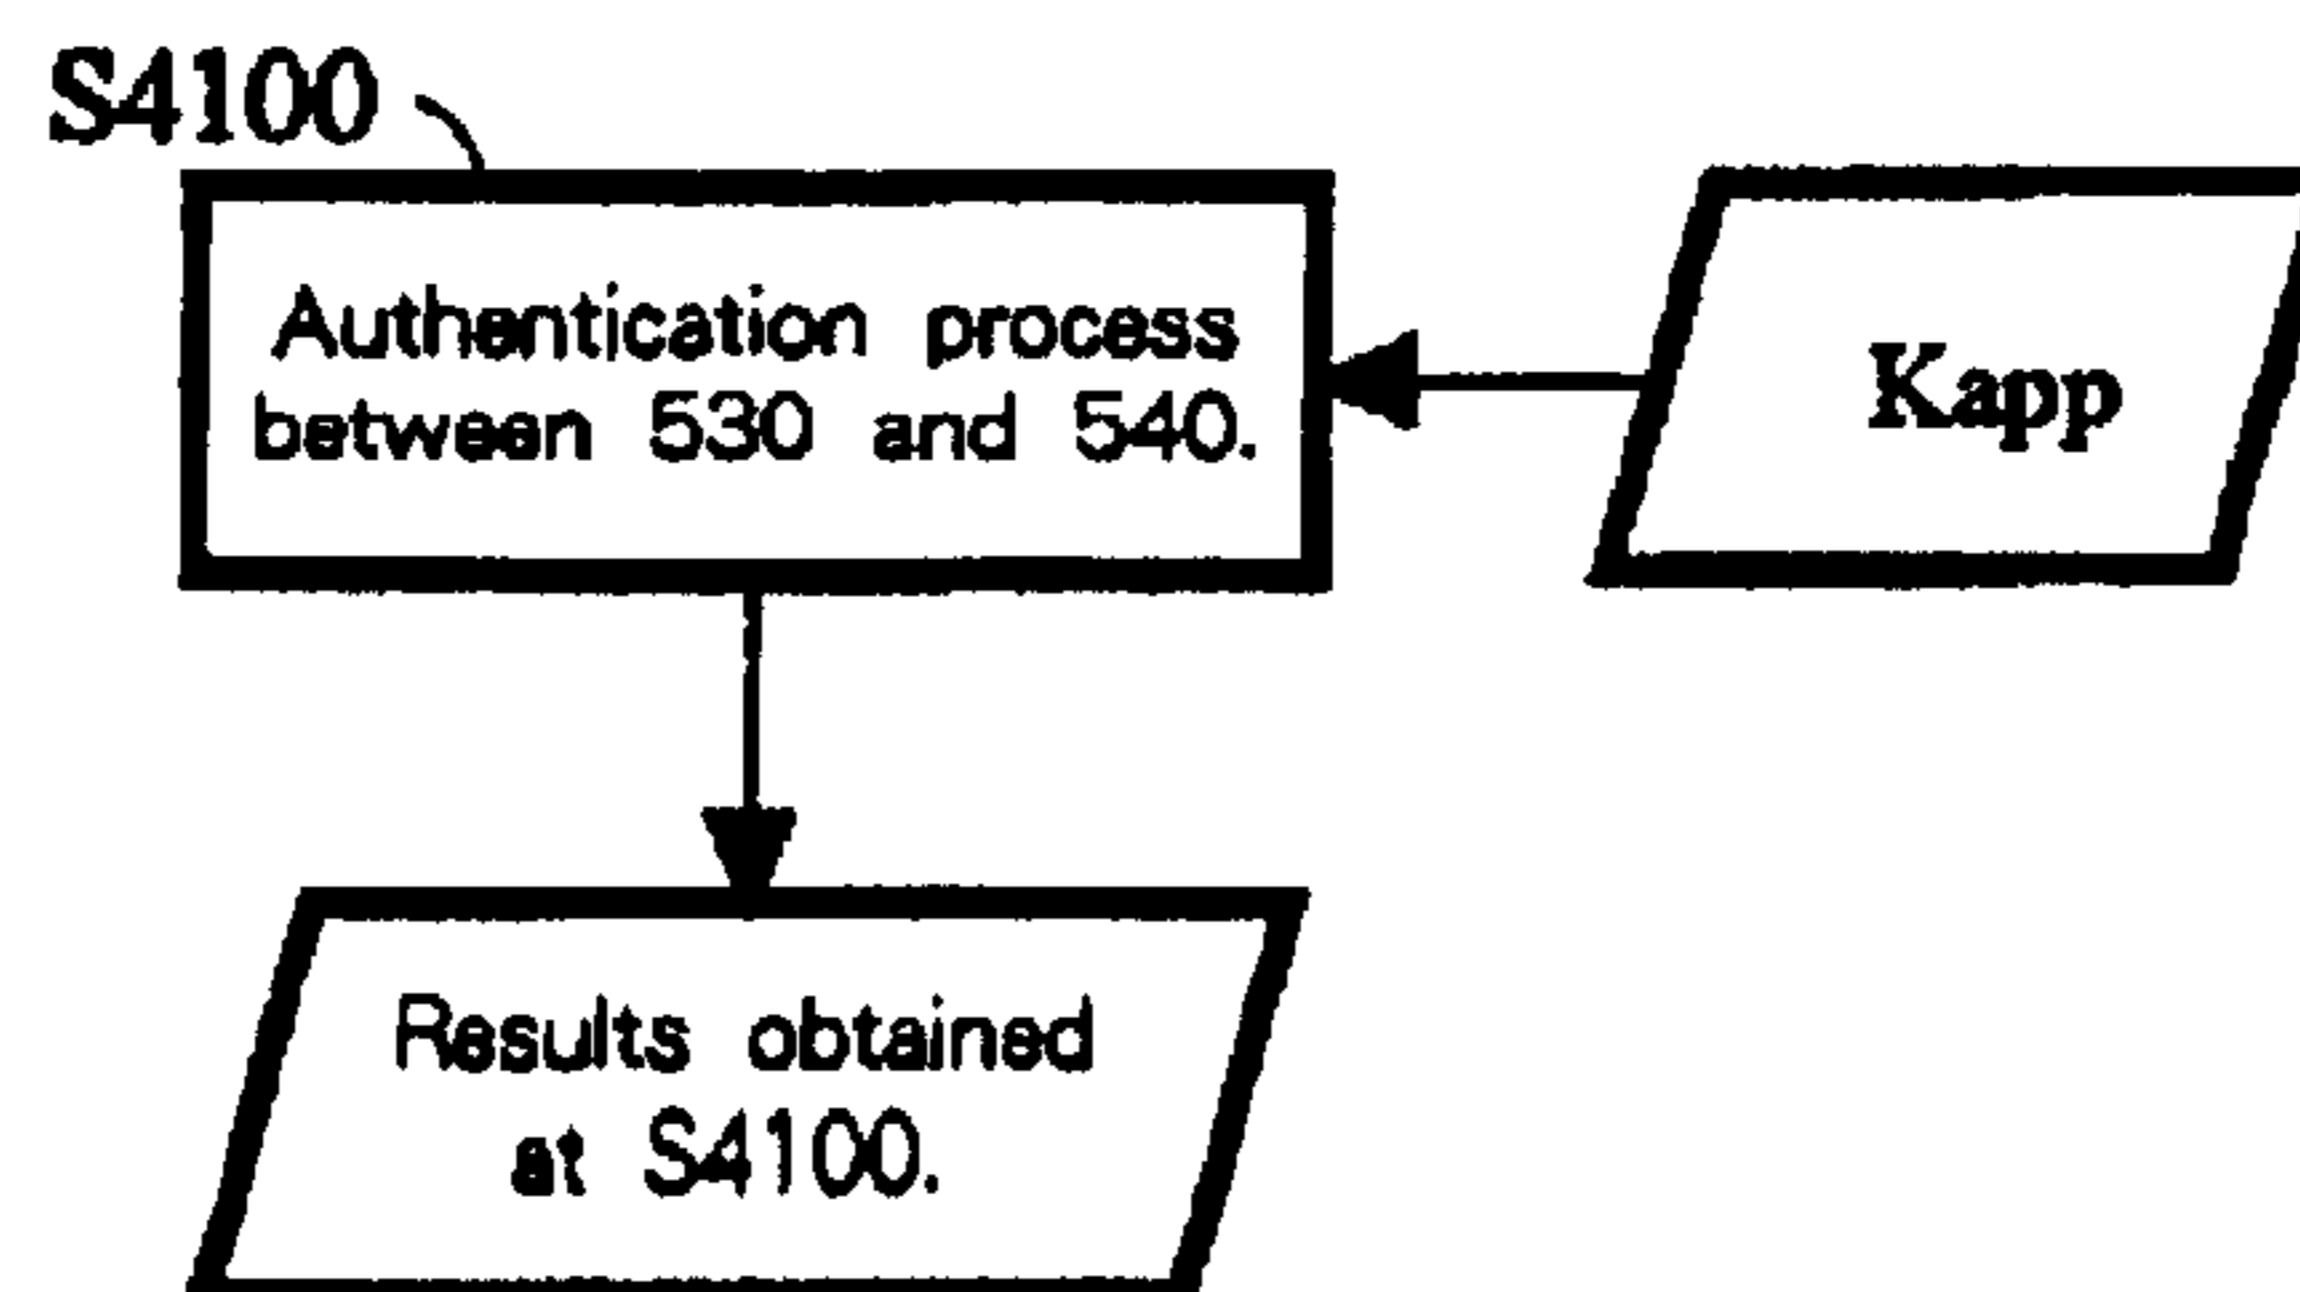 S4100
Authentication process
between 530 and 540.
Kapp
Results obtained
at S4100.